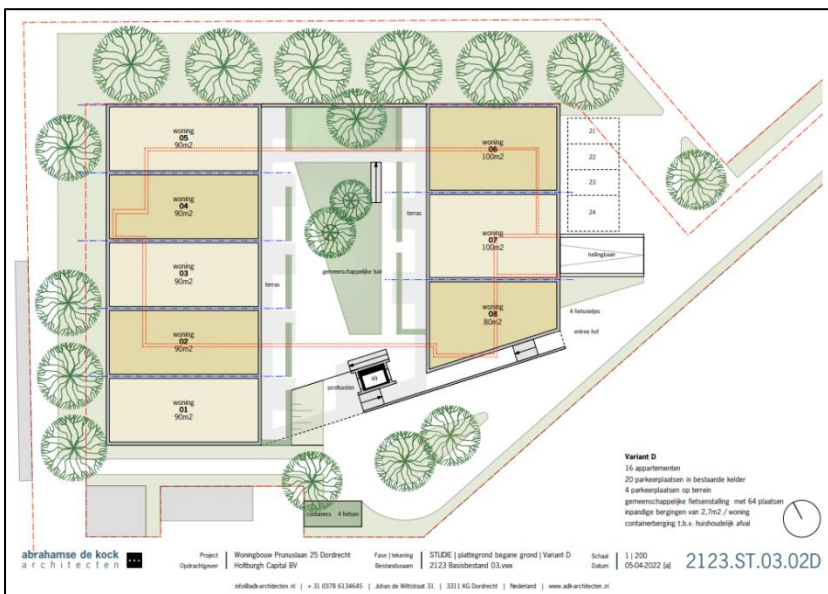 woning
05
90m2
woning
04
90m2
woning
03
90m2
woning
02
90m2
woning
01
90m2
woning
06
100m2
woning
07
100m2
woning
08
80m2
terras
terras
gemeenschappelijke tuin
postkasten
lift
21
22
23
24
hellingbaan
4 fietsnietjes
entree hof
containers 4 fietsen
Variant D
16 appartementen
20 parkeerplaatsen in bestaande kelder
4 parkeerplaatsen op terrein
gemeenschappelijke fietsenstalling met 64 plaatsen
inpandige bergingen van 2,7m2 / woning
containerberging t.b.v. huishoudelijk afval
abrahamse de kock
architecten
Project | Woningbouw Prunuslaan 25 Dordrecht
Opdrachtgever | Holtburgh Capital BV
Fase | tekening | STUDIE | plattegrond begane grond | Variant D
Bestandsnaam | 2123 Basisbestand 03.vwx
Schaal | 1 | 200
Datum | 05-04-2022 [a]
2123.ST.03.02D
info@adk-architecten.nl | + 31 (0)78 6134645 | Johan de Wittstraat 31 | 3311 KG Dordrecht | Nederland | www.adk-architecten.nl